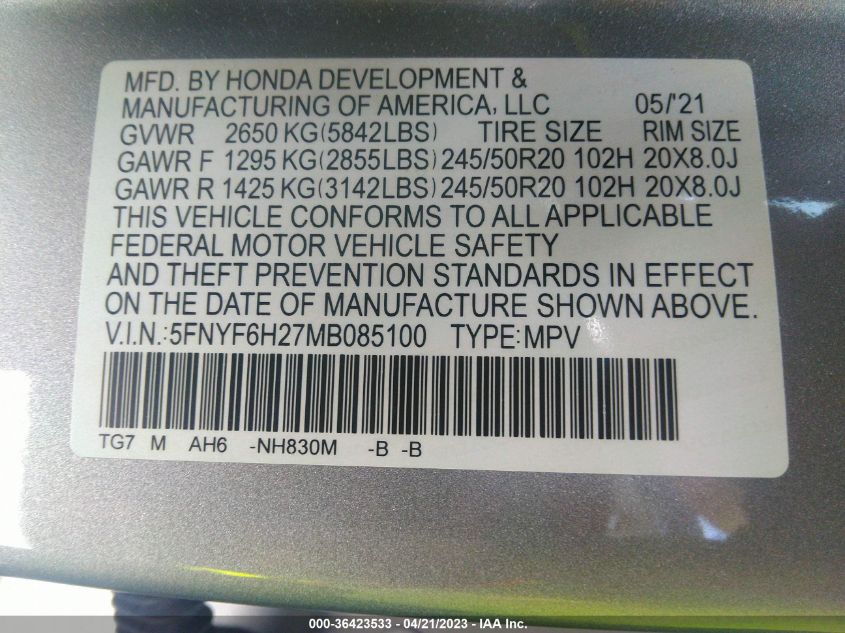 MFD. BY HONDA DEVELOPMENT &
MANUFACTURING OF AMERICA, LLC 05/'21
GVWR 2650 KG(5842LBS) TIRE SIZE RIM SIZE
GAWR F 1295 KG(2855LBS) 245/50R20 102H 20X8.0J
GAWR R 1425 KG(3142LBS) 245/50R20 102H 20X8.0J
THIS VEHICLE CONFORMS TO ALL APPLICABLE
FEDERAL MOTOR VEHICLE SAFETY
AND THEFT PREVENTION STANDARDS IN EFFECT
ON THE DATE OF MANUFACTURE SHOWN ABOVE.
V.I.N.:5FNYF6H27MB085100 TYPE:MPV
TG7 M AH6 -NH830M -B -B
000-36423533 - 04/21/2023 - IAA Inc.